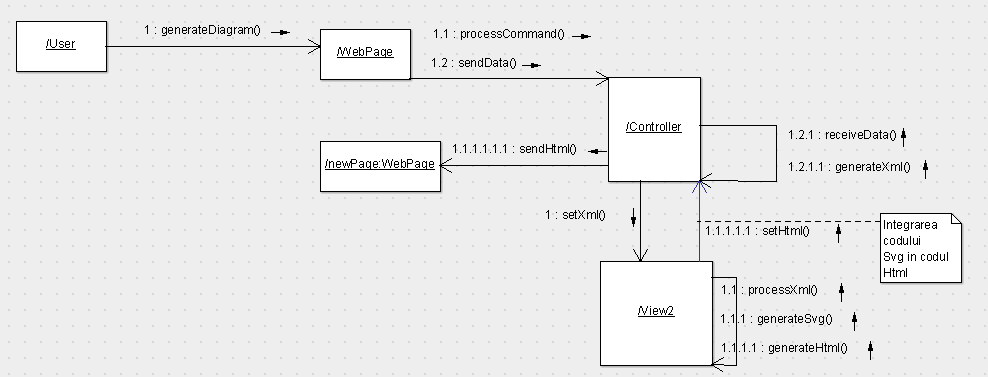 /User
1 : generateDiagram()
/WebPage
1.1 : processCommand()
1.2 : sendData()
/Controller
1.2.1 : receiveData()
1.2.1.1 : generateXml()
1.1.1.1.1.1 : sendHtml()
/newPage:WebPage
1 : setXml()
1.1.1.1.1 : setHtml()
Integrarea
codului
Svg in codul
Html
/View2
1.1 : processXml()
1.1.1 : generateSvg()
1.1.1.1 : generateHtml()